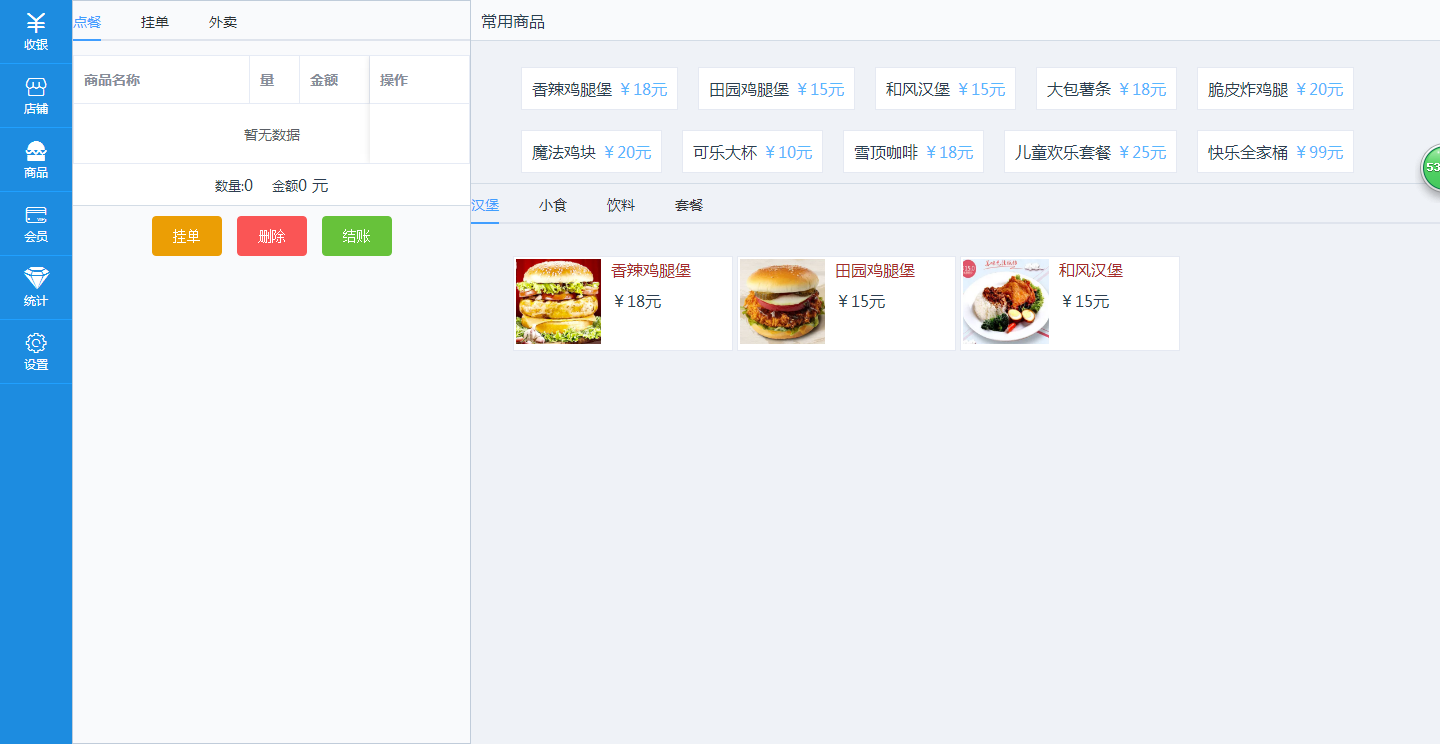 收银
店铺
商品
会员
统计
设置
点餐 挂单 外卖
商品名称 量 金额 操作
暂无数据
数量:0 金额0 元
挂单 删除 结账
常用商品
香辣鸡腿堡 ￥18元 田园鸡腿堡 ￥15元 和风汉堡 ￥15元 大包薯条 ￥18元 脆皮炸鸡腿 ￥20元
魔法鸡块 ￥20元 可乐大杯 ￥10元 雪顶咖啡 ￥18元 儿童欢乐套餐 ￥25元 快乐全家桶 ￥99元
53
汉堡 小食 饮料 套餐
香辣鸡腿堡 田园鸡腿堡 和风汉堡
￥18元 ￥15元 ￥15元